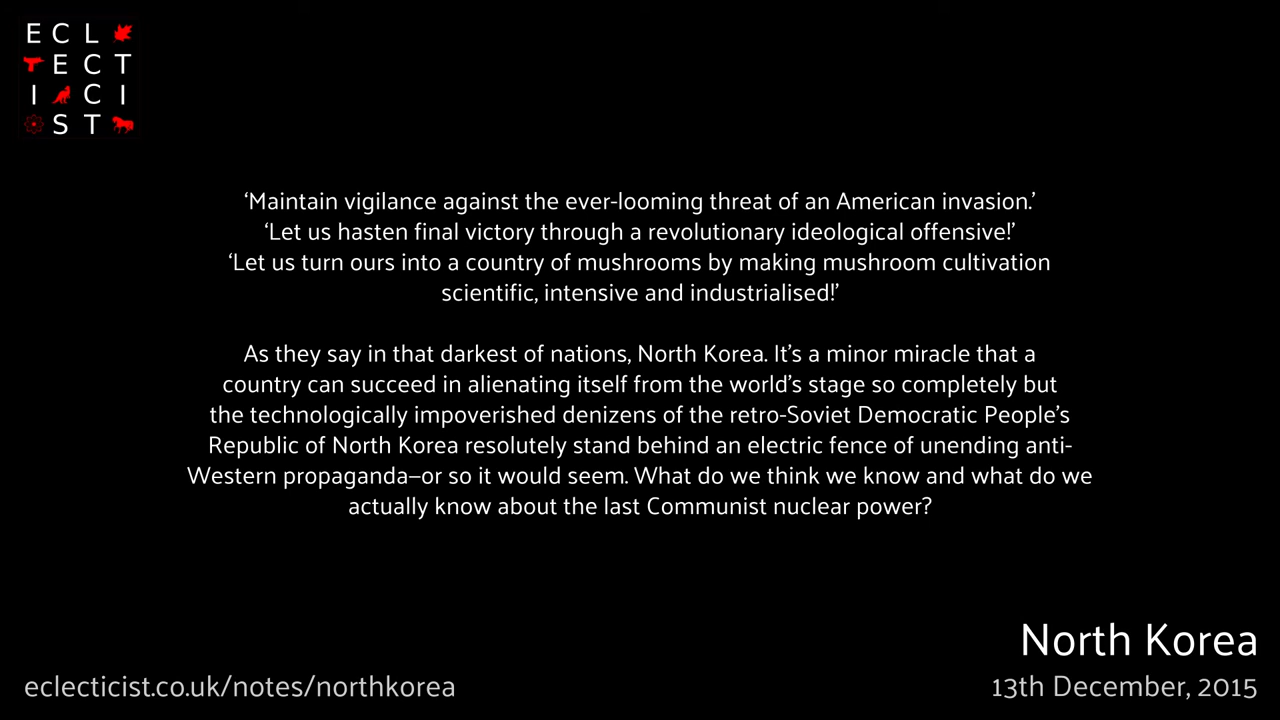 E C L
E C T
I C I
S T
‘Maintain vigilance against the ever-looming threat of an American invasion.’
‘Let us hasten final victory through a revolutionary ideological offensive!’
‘Let us turn ours into a country of mushrooms by making mushroom cultivation
scientific, intensive and industrialised!’
As they say in that darkest of nations, North Korea. It’s a minor miracle that a
country can succeed in alienating itself from the world’s stage so completely but
the technologically impoverished denizens of the retro-Soviet Democratic People’s
Republic of North Korea resolutely stand behind an electric fence of unending anti-
Western propaganda—or so it would seem. What do we think we know and what do we
actually know about the last Communist nuclear power?
North Korea
eclecticist.co.uk/notes/northkorea
13th December, 2015